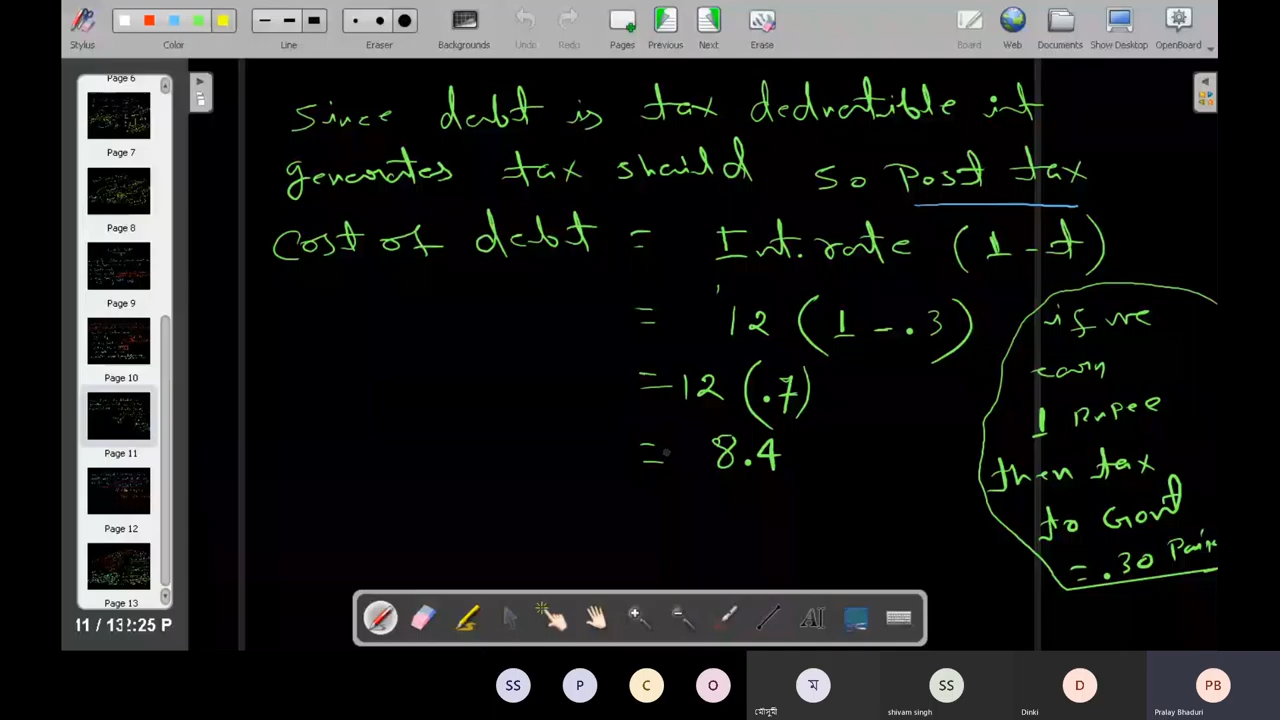 Stylus
Color
Line
Eraser
Backgrounds
Undo
Redo
Pages
Previous
Next
Erase
Board
Web
Documents
Show Desktop
OpenBoard
Page 6
Page 7
Page 8
Page 9
Page 10
Page 11
Page 12
Page 13
Since debt is tax deductible int
generates tax shaild so Post tax
Cost of debt = Int. rate (1 - t)
= 12 (1 - .3)
= 12 (.7)
= 8.4
if we
earn
1 Rupee
then tax
to Govt
= .30
SS
P
C
O
ম
SS
D
PB
মৌসুমী
shivam singh
Dinki
Pralay Bhaduri